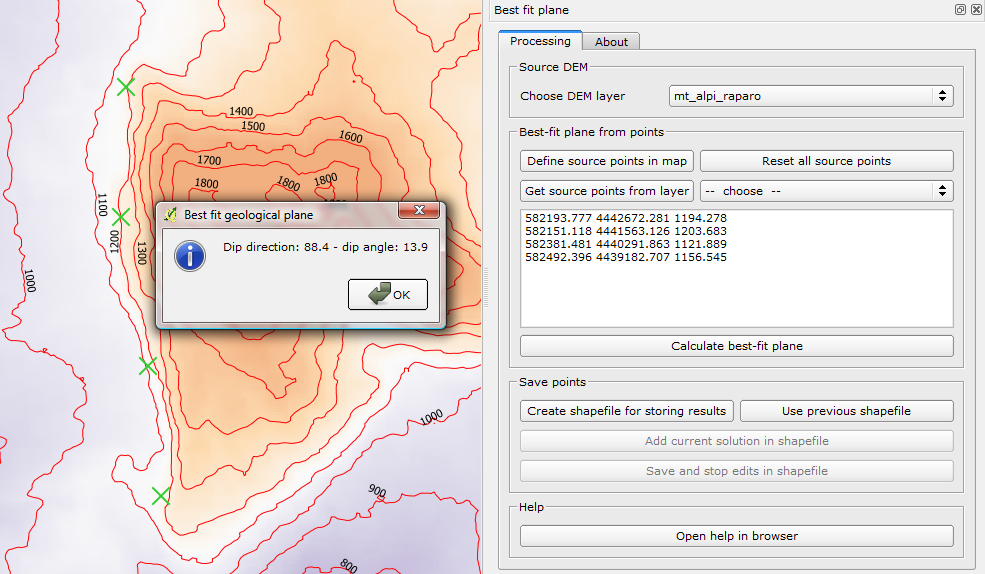 Best fit plane
Processing
About
Source DEM
Choose DEM layer
mt_alpi_raparo
Best-fit plane from points
Define source points in map
Reset all source points
Get source points from layer
-- choose --
582193.777 4442672.281 1194.278
582151.118 4441563.126 1203.683
582381.481 4440291.863 1121.889
582492.396 4439182.707 1156.545
Calculate best-fit plane
Save points
Create shapefile for storing results
Use previous shapefile
Add current solution in shapefile
Save and stop edits in shapefile
Help
Open help in browser
1400
1500
1600
1700
1800
1800
1800
1100
1200
1300
1000
Best fit geological plane
Dip direction: 88.4 - dip angle: 13.9
OK
1000
900
800